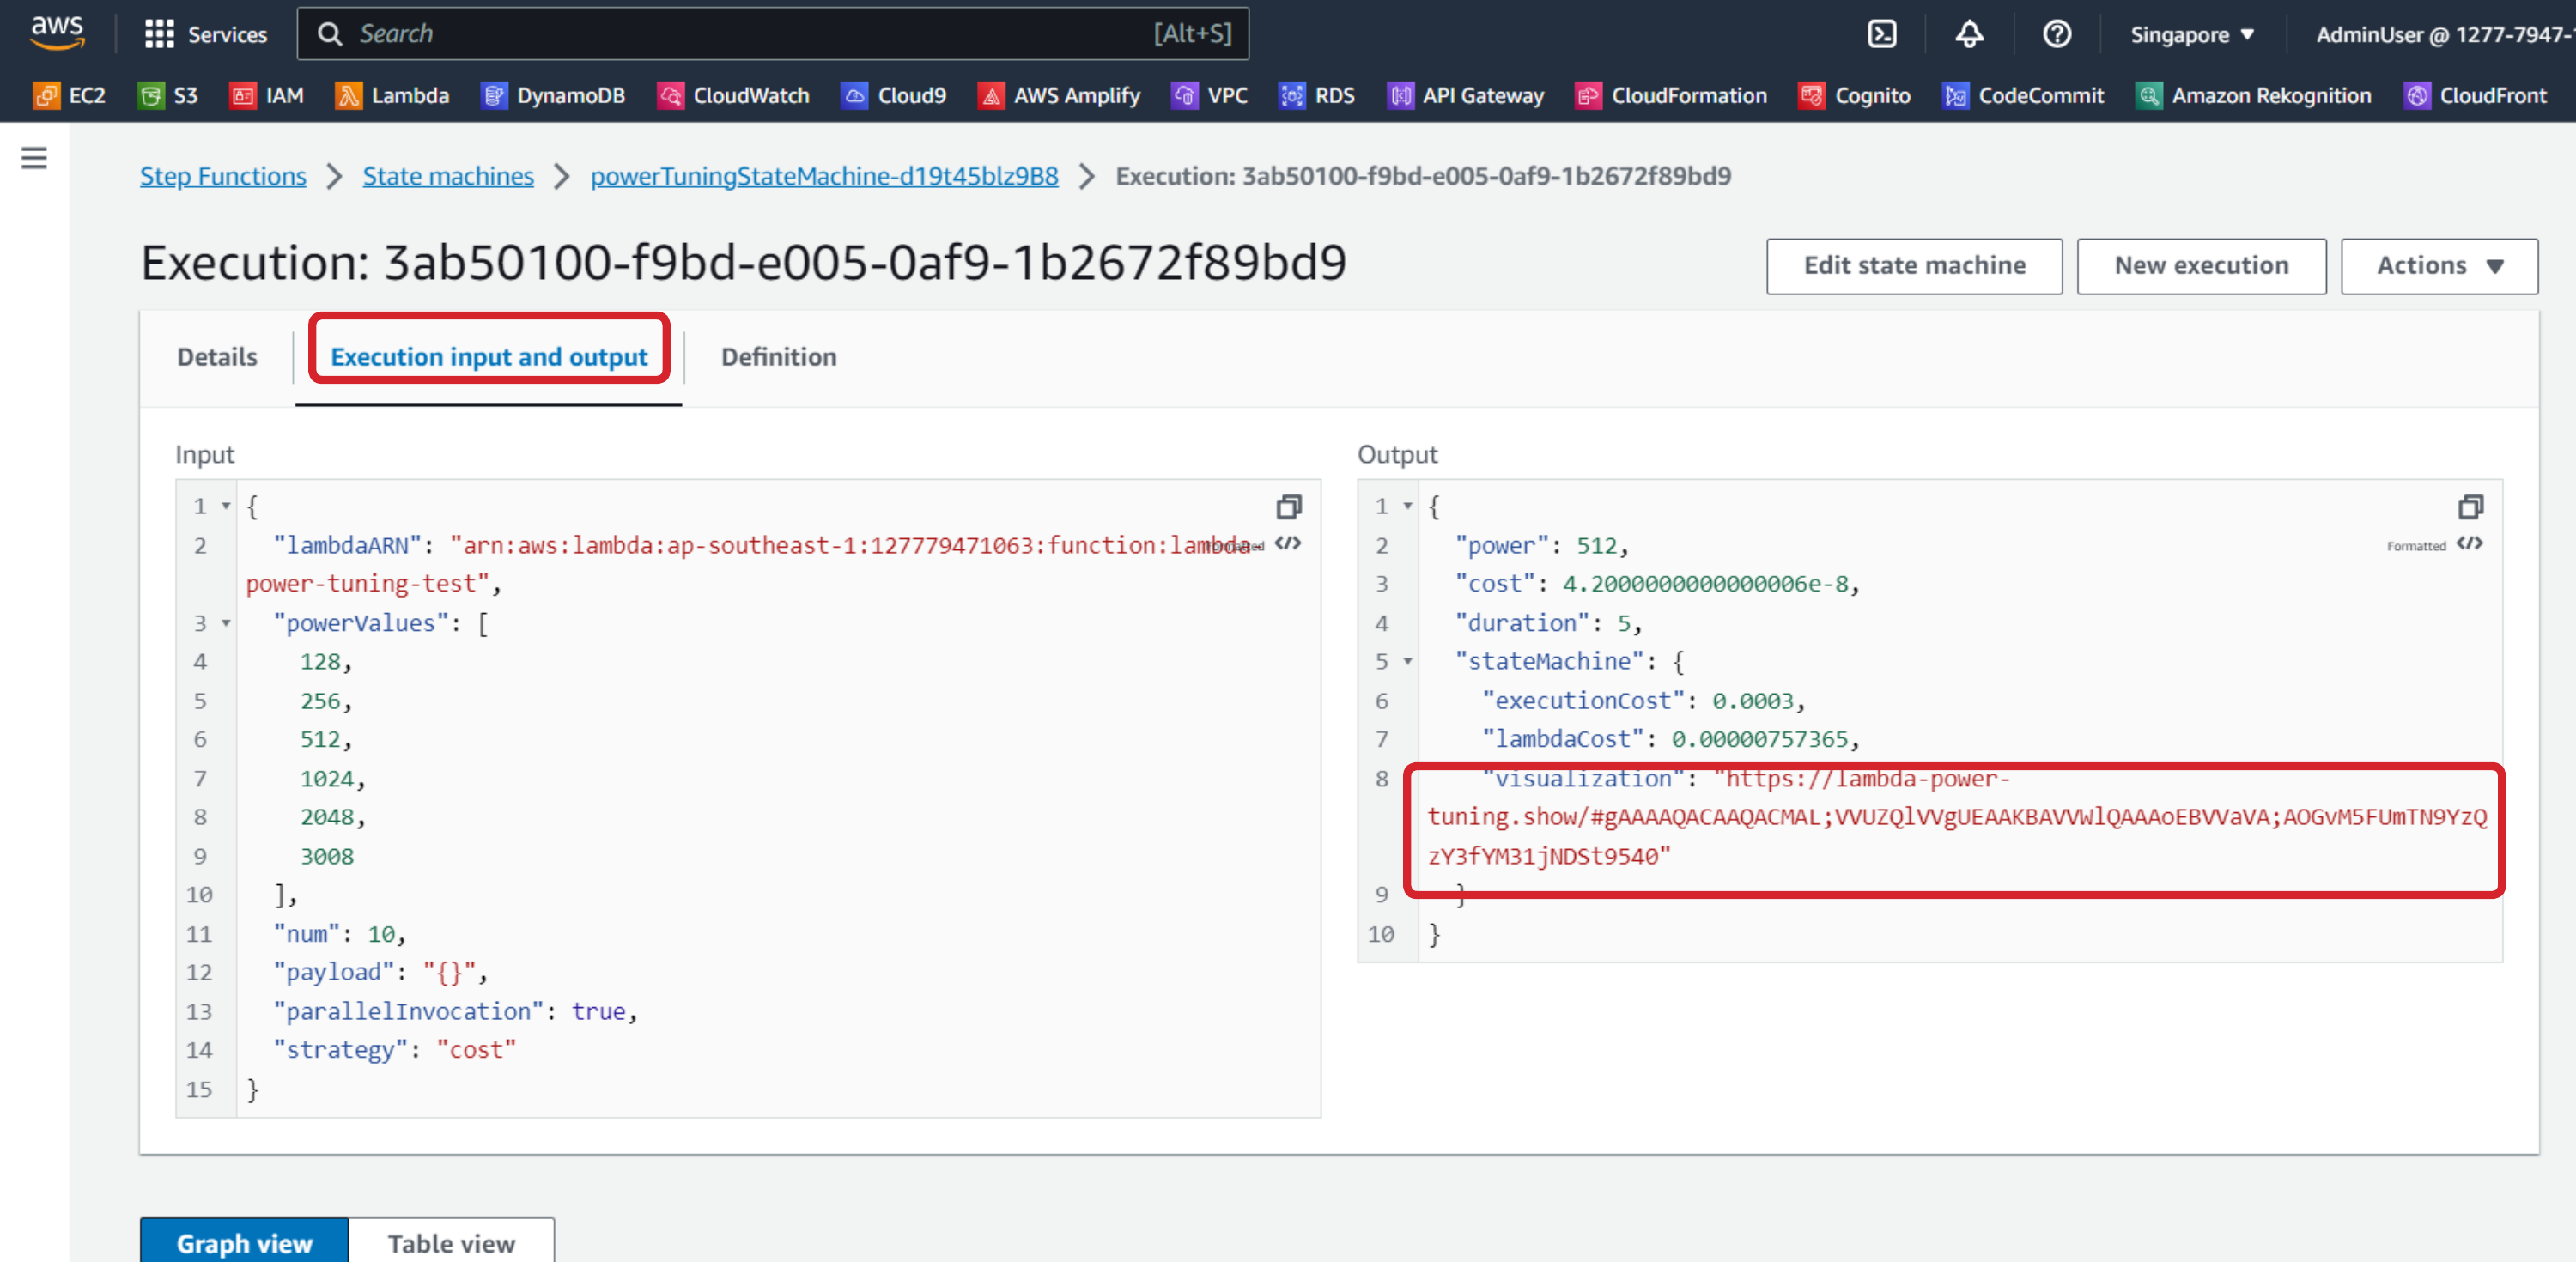 aws Services Search [Alt+S] Singapore ▼ AdminUser @ 1277-7947-
EC2 S3 IAM Lambda DynamoDB CloudWatch Cloud9 AWS Amplify VPC RDS API Gateway CloudFormation Cognito CodeCommit Amazon Rekognition CloudFront
Step Functions > State machines > powerTuningStateMachine-d19t45blz9B8 > Execution: 3ab50100-f9bd-e005-0af9-1b2672f89bd9
Execution: 3ab50100-f9bd-e005-0af9-1b2672f89bd9
Edit state machine New execution Actions ▼
Details Execution input and output Definition
Input
1 {
2 "lambdaARN": "arn:aws:lambda:ap-southeast-1:127779471063:function:lambda-
power-tuning-test",
3 "powerValues": [
4 128,
5 256,
6 512,
7 1024,
8 2048,
9 3008
10 ],
11 "num": 10,
12 "payload": "{}",
13 "parallelInvocation": true,
14 "strategy": "cost"
15 }
Formatted </>
Output
1 {
2 "power": 512,
3 "cost": 4.2000000000000006e-8,
4 "duration": 5,
5 "stateMachine": {
6 "executionCost": 0.0003,
7 "lambdaCost": 0.00000757365,
8 "visualization": "https://lambda-power-
tuning.show/#gAAAAQACAAQACMAL;VVUZQlVVgUEAAKBAVVWlQAAAoEBVVaVA;AOGvM5FUmTN9YzQ
zY3fYM31jNDSt9540"
9 }
10 }
Formatted </>
Graph view Table view